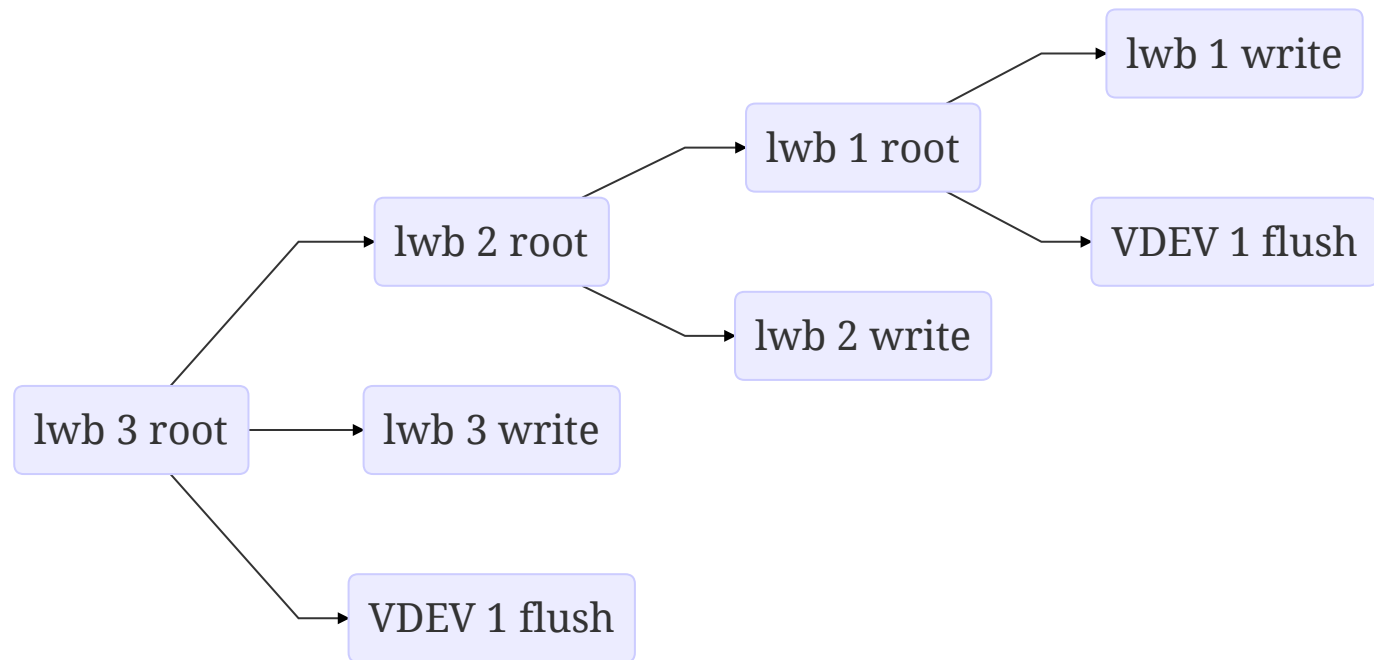 lwb 1 write
lwb 1 root
lwb 2 root
VDEV 1 flush
lwb 2 write
lwb 3 root
lwb 3 write
VDEV 1 flush